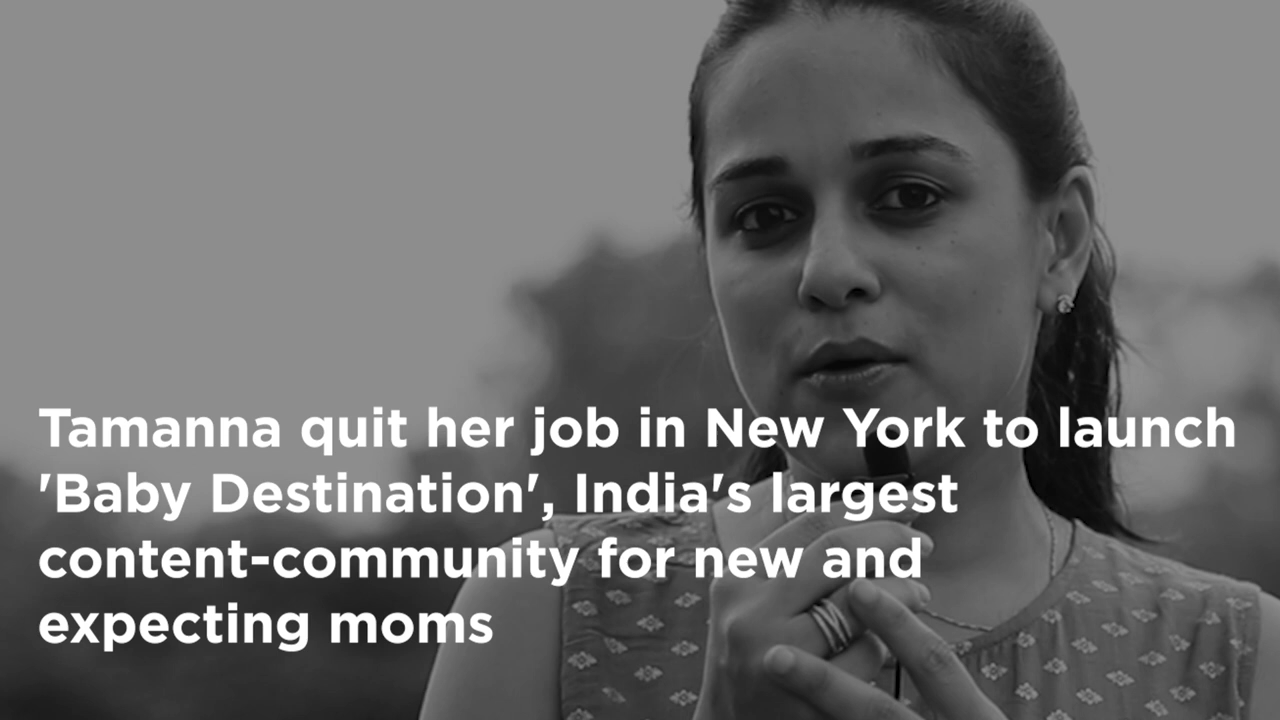 Tamanna quit her job in New York to launch
'Baby Destination', India's largest
content-community for new and
expecting moms